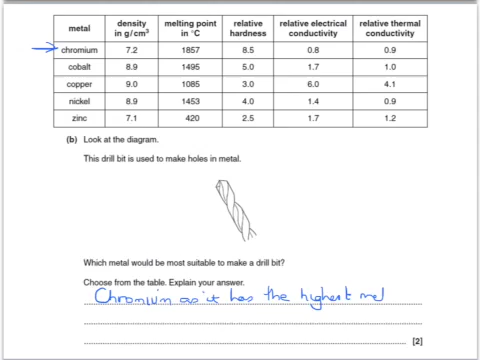 metal density in g/cm³ melting point in °C relative hardness relative electrical conductivity relative thermal conductivity
chromium 7.2 1857 8.5 0.8 0.9
cobalt 8.9 1495 5.0 1.7 1.0
copper 9.0 1085 3.0 6.0 4.1
nickel 8.9 1453 4.0 1.4 0.9
zinc 7.1 420 2.5 1.7 1.2
(b) Look at the diagram.
This drill bit is used to make holes in metal.
Which metal would be most suitable to make a drill bit?
Choose from the table. Explain your answer.
Chromium as it has the highest mel
[2]